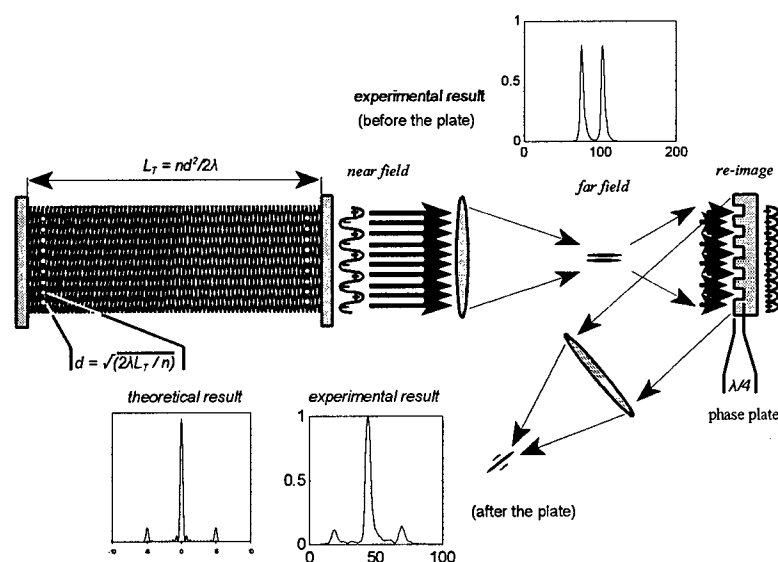 1
0.5
0
0
100
200
experimental result
(before the plate)
L_T = nd²/2λ
near field
far field
re-image
d = √(2λL_T / n)
λ/4
phase plate
theoretical result
experimental result
1
0.5
0
0
50
100
(after the plate)